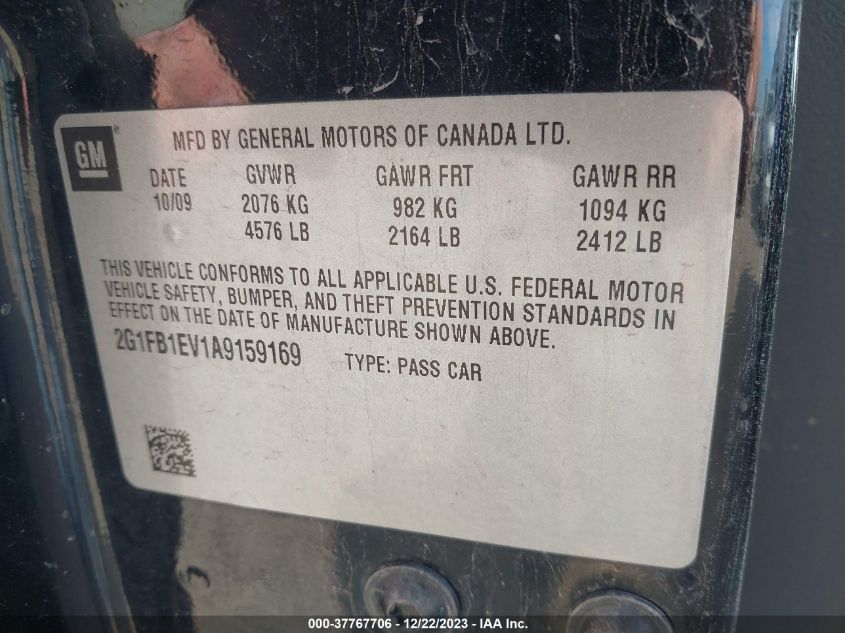 GM®
MFD BY GENERAL MOTORS OF CANADA LTD.
DATE GVWR GAWR FRT GAWR RR
10/09 2076 KG 982 KG 1094 KG
4576 LB 2164 LB 2412 LB
THIS VEHICLE CONFORMS TO ALL APPLICABLE U.S. FEDERAL MOTOR
VEHICLE SAFETY, BUMPER, AND THEFT PREVENTION STANDARDS IN
EFFECT ON THE DATE OF MANUFACTURE SHOWN ABOVE.
2G1FB1EV1A9159169 TYPE: PASS CAR
000-37767706 - 12/22/2023 - IAA Inc.